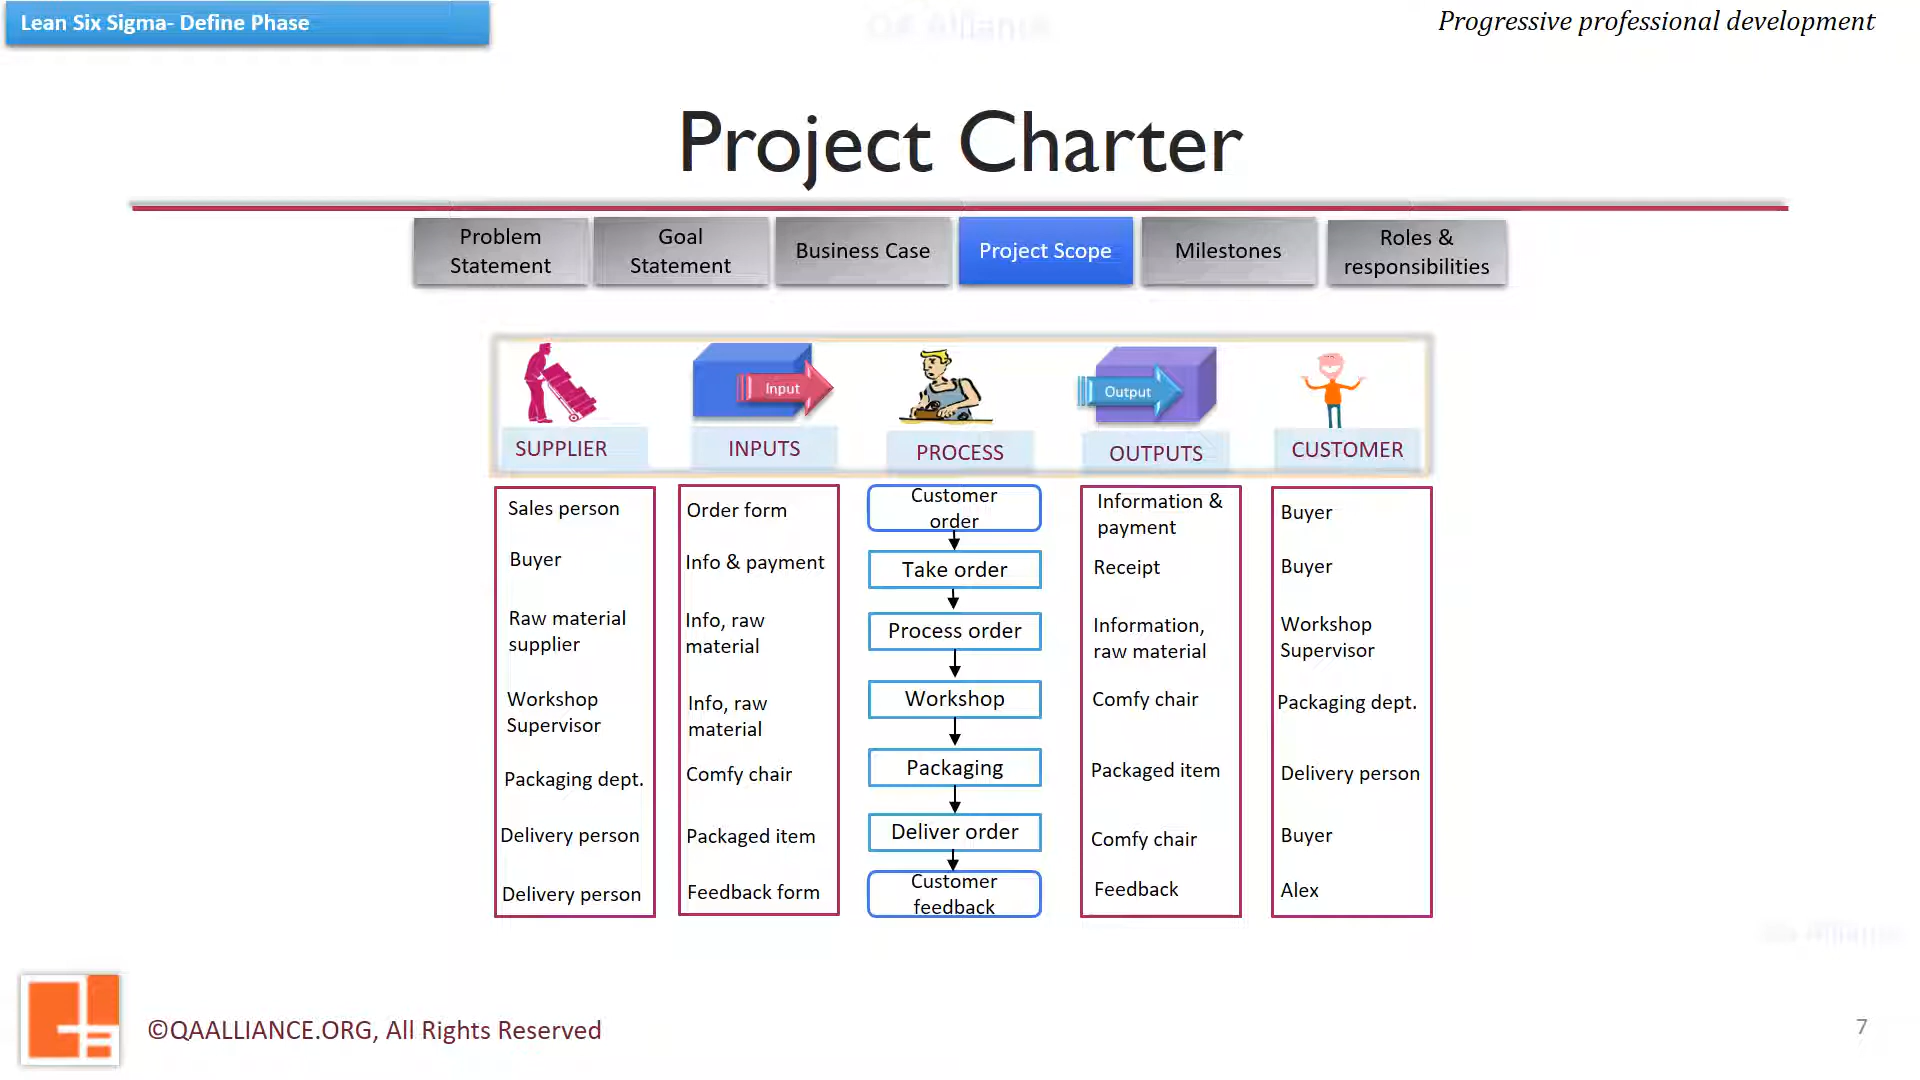 Lean Six Sigma- Define Phase
Progressive professional development
Project Charter
Problem
Statement
Goal
Statement
Business Case
Project Scope
Milestones
Roles &
responsibilities
Input
Output
SUPPLIER
INPUTS
PROCESS
OUTPUTS
CUSTOMER
Sales person
Buyer
Raw material
supplier
Workshop
Supervisor
Packaging dept.
Delivery person
Delivery person
Order form
Info & payment
Info, raw
material
Info, raw
material
Comfy chair
Packaged item
Feedback form
Customer
order
Take order
Process order
Workshop
Packaging
Deliver order
Customer
feedback
Information &
payment
Receipt
Information,
raw material
Comfy chair
Packaged item
Comfy chair
Feedback
Buyer
Buyer
Workshop
Supervisor
Packaging dept.
Delivery person
Buyer
Alex
©QAALLIANCE.ORG, All Rights Reserved
7